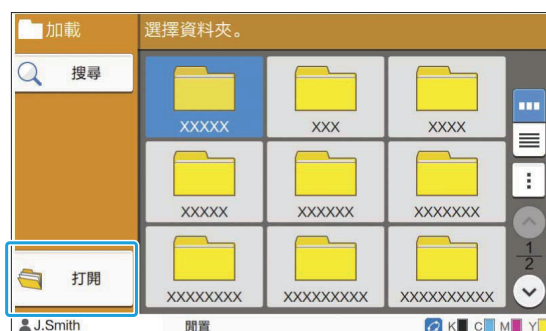 加載
選擇資料夾。
搜尋
XXXXX XXX XXXX
XXXXX XXXXXX XXXXXXX
XXXXXXXX XXXXXXXXX XXXXXXXXXX
1
2
打開
J.Smith 閒置 K C M Y